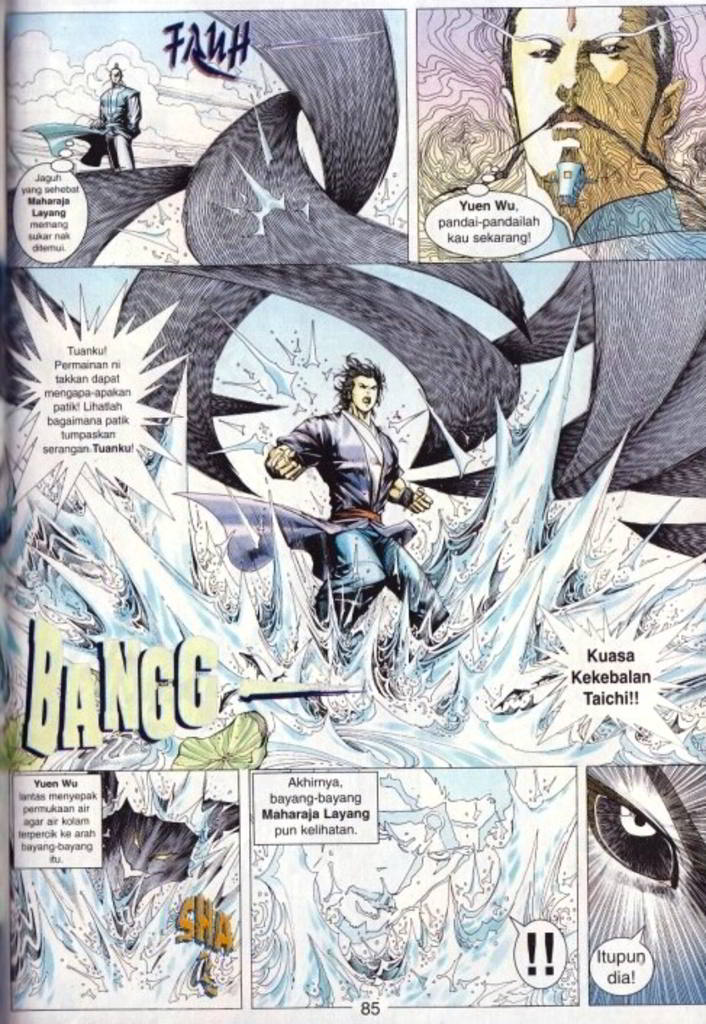 FAUH
Jaguh
yang sehebat
Maharaja
Layang
memang
sukar nak
ditemui.
Yuen Wu,
pandai-pandailah
kau sekarang!
Tuanku!
Permainan ni
takkan dapat
mengapa-apakan
patik! Lihatlah
bagaimana patik
tumpaskan
serangan Tuanku!
BANGG
Kuasa
Kekebalan
Taichi!!
Yuen Wu
lantas menyepak
permukaan air
agar air kolam
terpercik ke arah
bayang-bayang
itu.
SHA
Akhirnya,
bayang-bayang
Maharaja Layang
pun kelihatan.
!!
Itupun
dia!
85